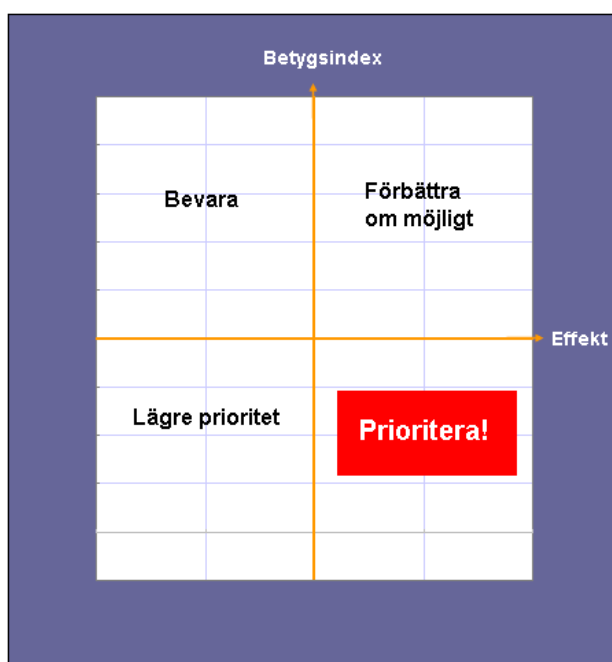 Betygsindex
Bevara
Förbättra
om möjligt
Effekt
Lägre prioritet
Prioritera!